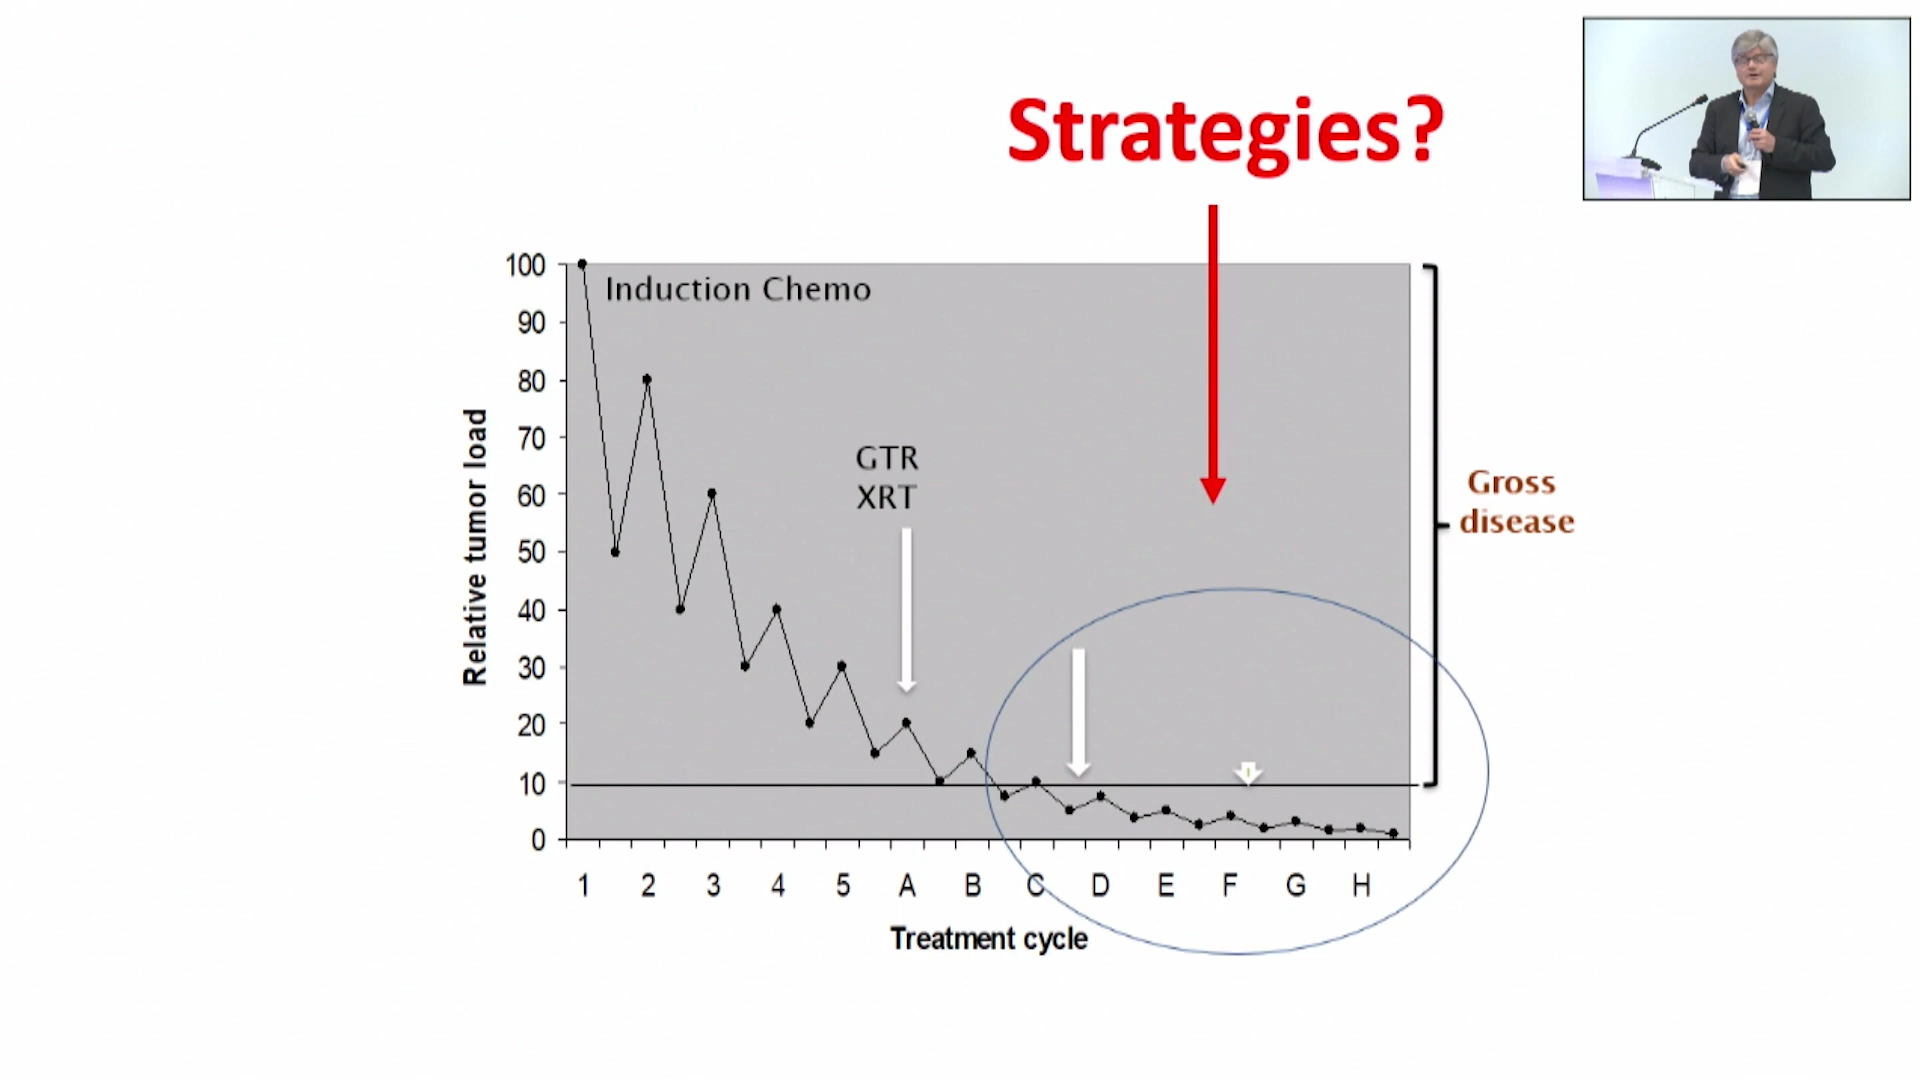 Strategies?
Induction Chemo
GTR
XRT
Gross
disease
Relative tumor load
100
90
80
70
60
50
40
30
20
10
0
1 2 3 4 5 A B C D E F G H
Treatment cycle